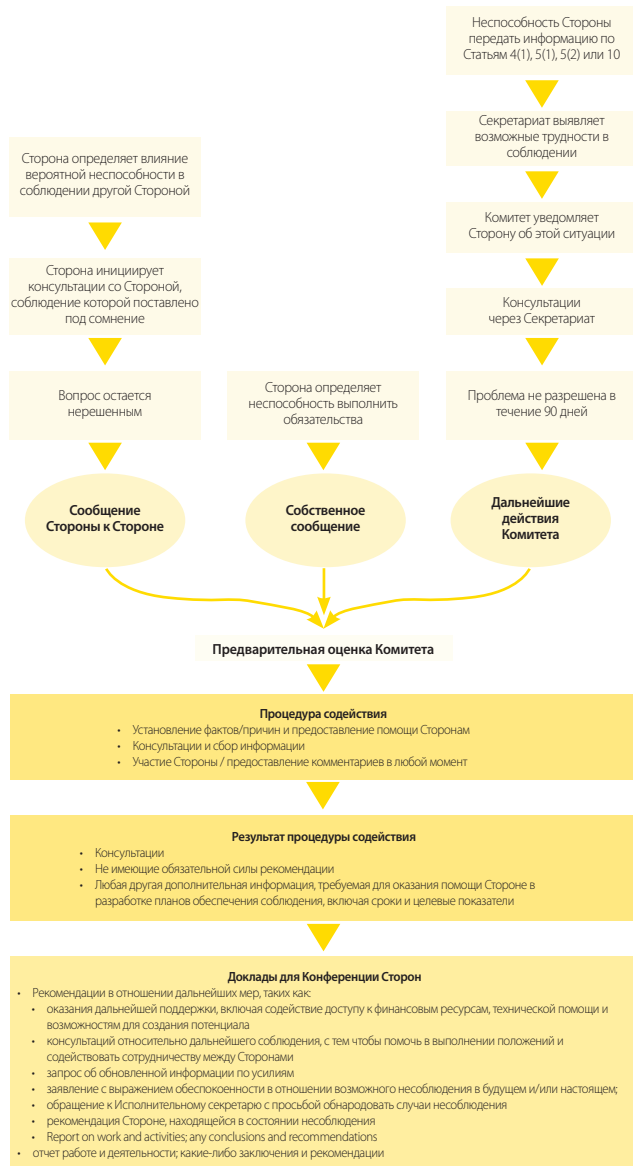 Неспособность Стороны
передать информацию по
Статьям 4(1), 5(1), 5(2) или 10
Секретариат выявляет
возможные трудности в
соблюдении
Сторона определяет влияние
вероятной неспособности в
соблюдении другой Стороной
Комитет уведомляет
Сторону об этой ситуации
Сторона инициирует
консультации со Стороной,
соблюдение которой поставлено
под сомнение
Консультации
через Секретариат
Вопрос остается
нерешенным
Сторона определяет
неспособность выполнить
обязательства
Проблема не разрешена в
течение 90 дней
Сообщение
Стороны к Стороне
Собственное
сообщение
Дальнейшие
действия
Комитета
Предварительная оценка Комитета
Процедура содействия
• Установление фактов/причин и предоставление помощи Сторонам
• Консультации и сбор информации
• Участие Стороны / предоставление комментариев в любой момент
Результат процедуры содействия
• Консультации
• Не имеющие обязательной силы рекомендации
• Любая другая дополнительная информация, требуемая для оказания помощи Стороне в
разработке планов обеспечения соблюдения, включая сроки и целевые показатели
Доклады для Конференции Сторон
• Рекомендации в отношении дальнейших мер, таких как:
• оказания дальнейшей поддержки, включая содействие доступу к финансовым ресурсам, технической помощи и
возможностям для создания потенциала
• консультаций относительно дальнейшего соблюдения, с тем чтобы помочь в выполнении положений и
содействовать сотрудничеству между Сторонами
• запрос об обновленной информации по усилиям
• заявление с выражением обеспокоенности в отношении возможного несоблюдения в будущем и/или настоящем;
• обращение к Исполнительному секретарю с просьбой обнародовать случаи несоблюдения
• рекомендация Стороне, находящейся в состоянии несоблюдения
• Report on work and activities; any conclusions and recommendations
• отчет работе и деятельности; какие-либо заключения и рекомендации